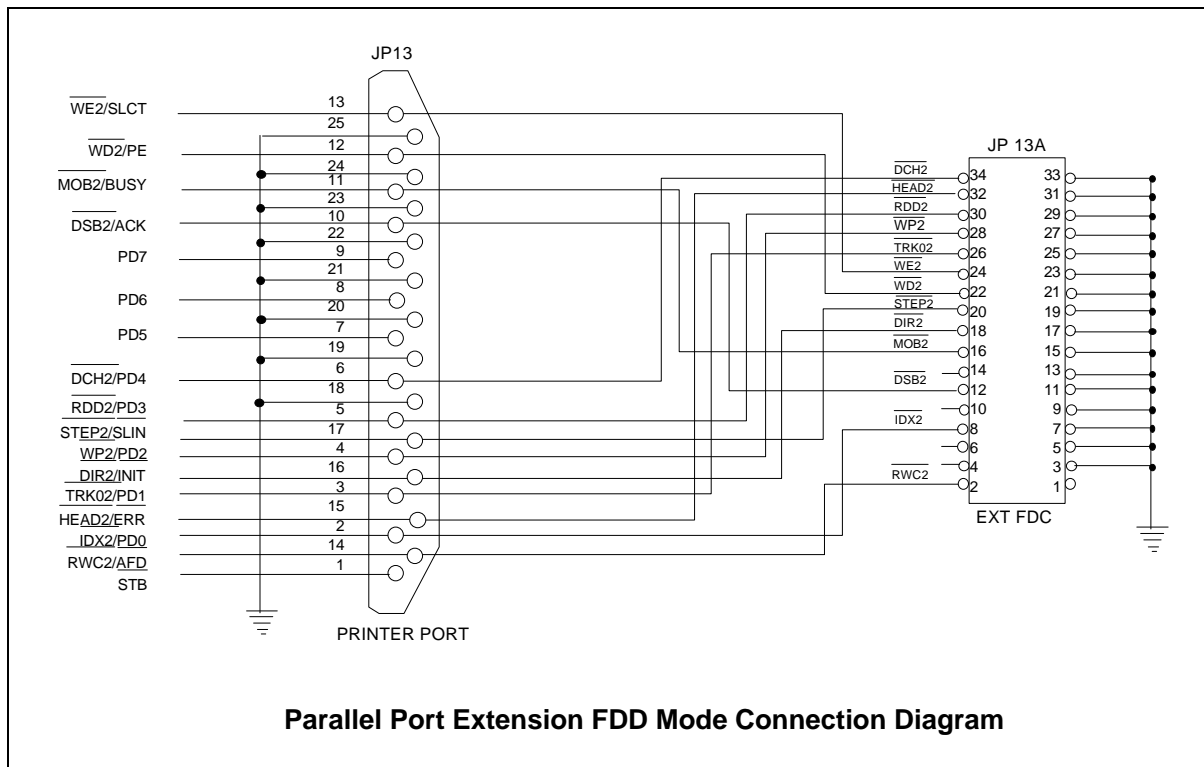 JP13
WE2/SLCT
13
25
WD2/PE
12
24
MOB2/BUSY
11
23
DSB2/ACK
10
22
PD7
9
21
PD6
8
20
PD5
7
19
DCH2/PD4
6
18
RDD2/PD3
5
STEP2/SLIN
17
WP2/PD2
4
DIR2/INIT
16
TRK02/PD1
3
HEAD2/ERR
15
IDX2/PD0
2
RWC2/AFD
14
STB
1
PRINTER PORT
JP 13A
DCH2 34 33
HEAD2 32 31
RDD2 30 29
WP2 28 27
TRK02 26 25
WE2 24 23
WD2 22 21
STEP2 20 19
DIR2 18 17
MOB2 16 15
14 13
DSB2 12 11
10 9
IDX2 8 7
6 5
4 3
RWC2 2 1
EXT FDC
Parallel Port Extension FDD Mode Connection Diagram